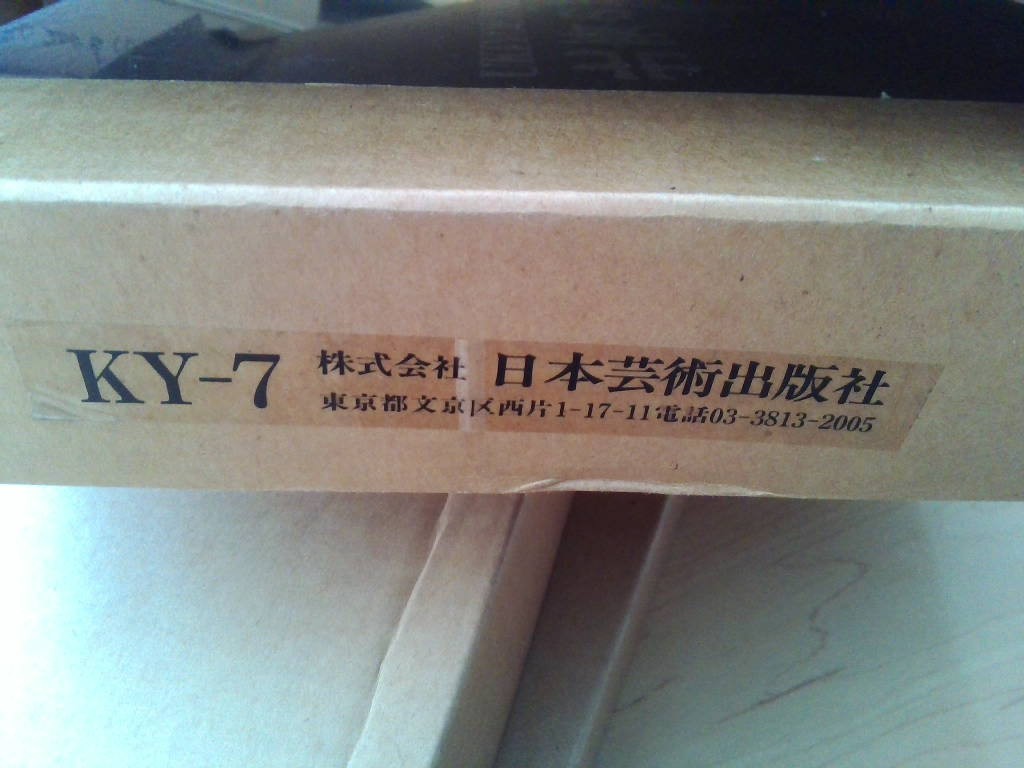 KY-7 株式会社 日本芸術出版社
東京都文京区西片1-17-11電話03-3813-2005